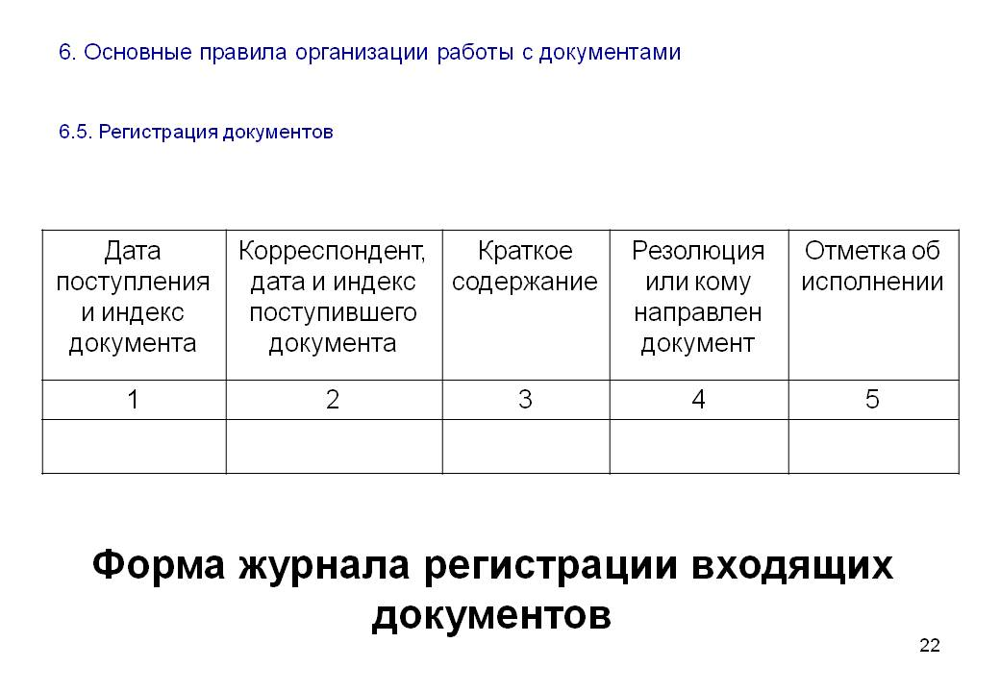 6. Основные правила организации работы с документами
6.5. Регистрация документов
Дата
поступления
и индекс
документа
Корреспондент,
дата и индекс
поступившего
документа
Краткое
содержание
Резолюция
или кому
направлен
документ
Отметка об
исполнении
1
2
3
4
5
Форма журнала регистрации входящих
документов
22